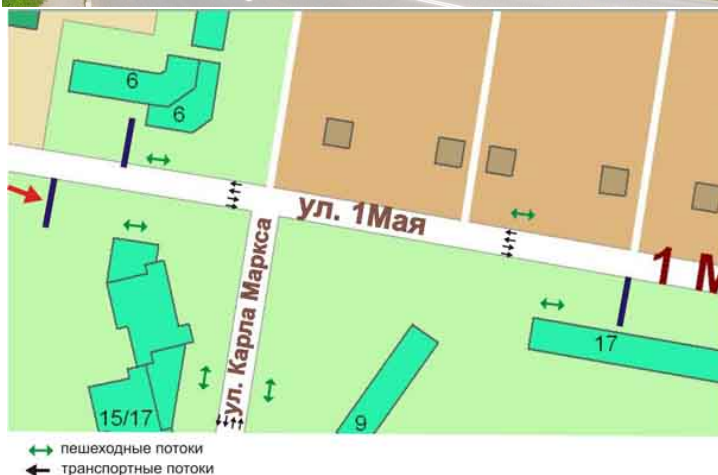 6
6
ул. 1Мая
1 М
ул. Карла Маркса
17
15/17
9
пешеходные потоки
транспортные потоки